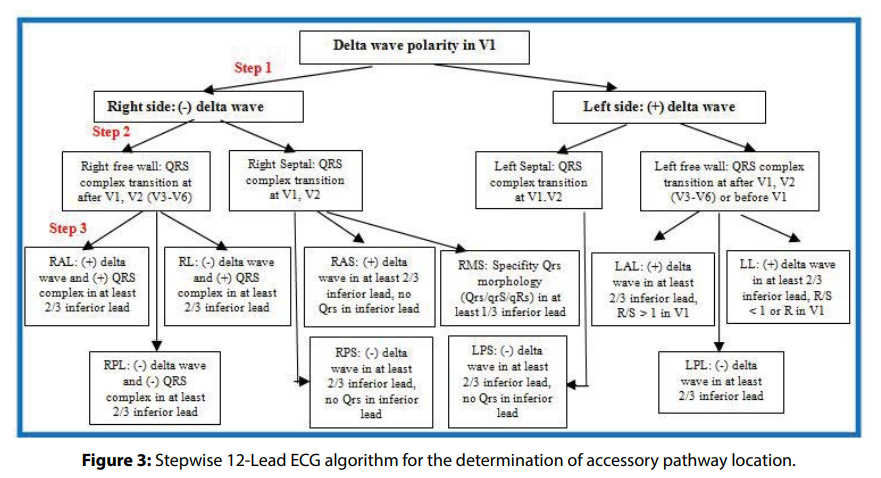 Delta wave polarity in V1
Step 1
Right side: (-) delta wave
Left side: (+) delta wave
Step 2
Right free wall: QRS
complex transition at
after V1, V2 (V3-V6)
Right Septal: QRS
complex transition
at V1, V2
Left Septal: QRS
complex transition
at V1.V2
Left free wall: QRS complex
transition at after V1, V2
(V3-V6) or before V1
Step 3
RAL: (+) delta
wave and (+) QRS
complex in at least
2/3 inferior lead
RL: (-) delta wave
and (+) QRS
complex in at least
2/3 inferior lead
RAS: (+) delta
wave in at least 2/3
inferior lead, no
Qrs in inferior lead
RMS: Specifity Qrs
morphology
(Qrs/qrS/qRs) in at
least 1/3 inferior lead
LAL: (+) delta
wave in at least
2/3 inferior lead,
R/S > 1 in V1
LL: (+) delta wave
in at least 2/3
inferior lead, R/S
< 1 or R in V1
RPL: (-) delta wave
and (-) QRS
complex in at least
2/3 inferior lead
RPS: (-) delta
wave in at least
2/3 inferior lead,
no Qrs in inferior
lead
LPS: (-) delta
wave in at least
2/3 inferior lead,
no Qrs in inferior
lead
LPL: (-) delta
wave in at least
2/3 inferior lead
Figure 3: Stepwise 12-Lead ECG algorithm for the determination of accessory pathway location.